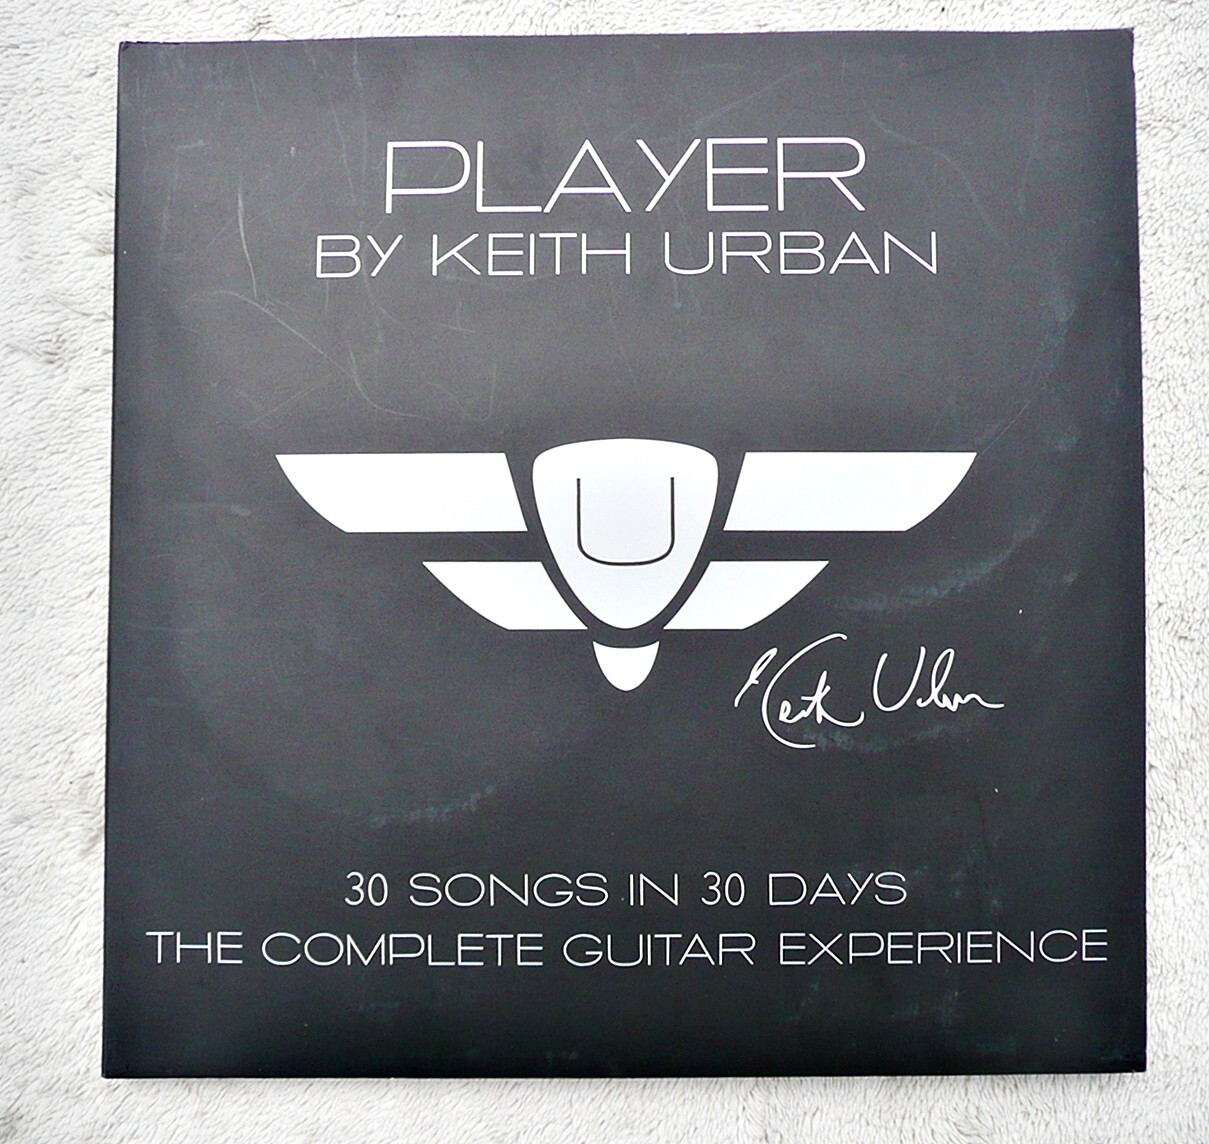 PLAYER
BY KEITH URBAN
U
Keith Urban
30 SONGS IN 30 DAYS
THE COMPLETE GUITAR EXPERIENCE